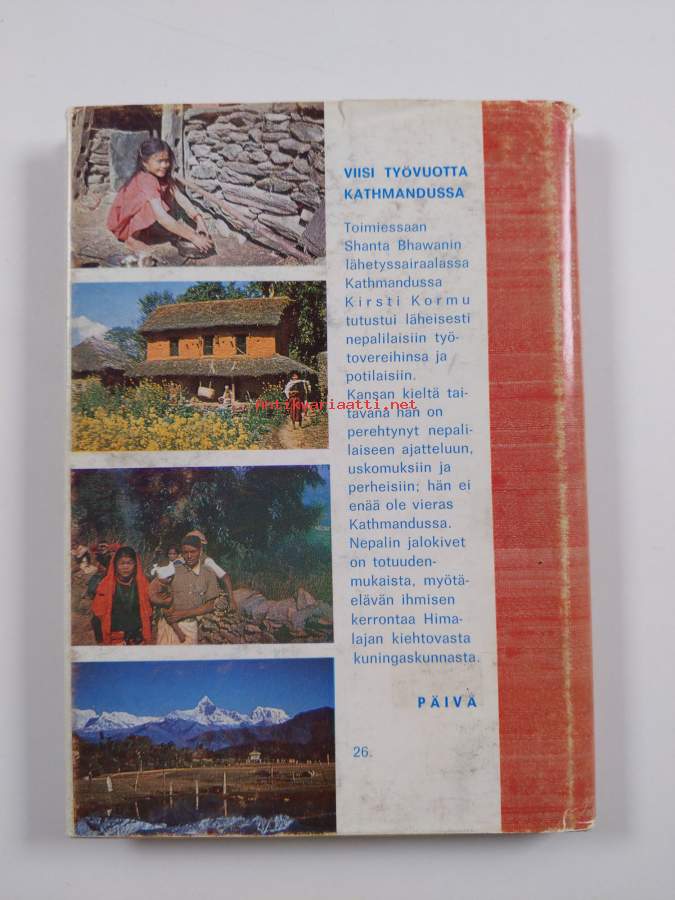 VIISI TYÖVUOTTA
KATHMANDUSSA
Toimiessaan
Shanta Bhawanin
lähetyssairaalassa
Kathmandussa
Kirsti Kormu
tutustui läheisesti
nepalilaisiin työ-
tovereihinsa ja
potilaisiin.
Kansan kieltä tai-
tavana hän on
perehtynyt nepali-
laiseen ajatteluun,
uskomuksiin ja
perheisiin; hän ei
enää ole vieras
Kathmandussa.
Nepalin jalokivet
on totuuden-
mukaista, myötä-
elävän ihmisen
kerrontaa Hima-
lajan kiehtovasta
kuningaskunnasta.
PÄIVÄ
26.
antikvariaatti.net